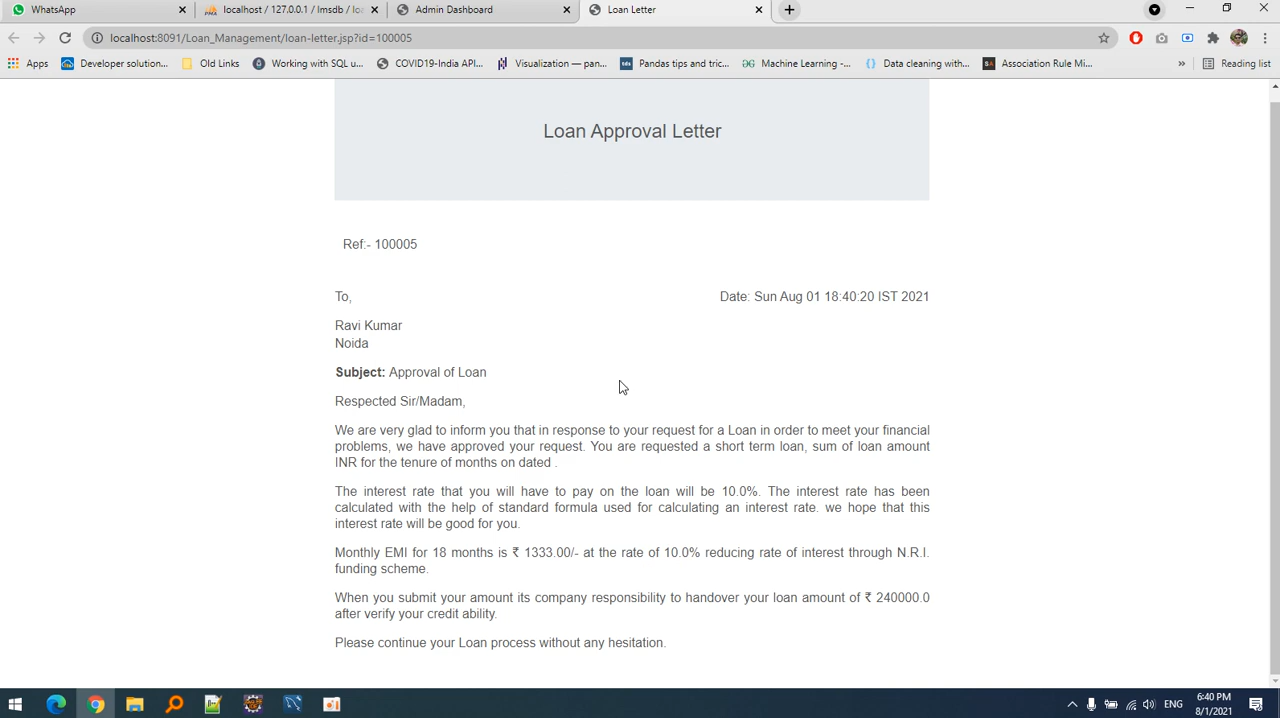 WhatsApp
localhost / 127.0.0.1 / lmsdb / lo
Admin Dashboard
Loan Letter
localhost:8091/Loan_Management/loan-letter.jsp?id=100005
Apps Developer solution... Old Links Working with SQL u... COVID19-India API... Visualization — pan... Pandas tips and tric... Machine Learning -... Data cleaning with... Association Rule Mi... » Reading list
Loan Approval Letter
Ref:- 100005
To, Date: Sun Aug 01 18:40:20 IST 2021
Ravi Kumar
Noida
Subject: Approval of Loan
Respected Sir/Madam,
We are very glad to inform you that in response to your request for a Loan in order to meet your financial
problems, we have approved your request. You are requested a short term loan, sum of loan amount
INR for the tenure of months on dated .
The interest rate that you will have to pay on the loan will be 10.0%. The interest rate has been
calculated with the help of standard formula used for calculating an interest rate. we hope that this
interest rate will be good for you.
Monthly EMI for 18 months is ₹ 1333.00/- at the rate of 10.0% reducing rate of interest through N.R.I.
funding scheme.
When you submit your amount its company responsibility to handover your loan amount of ₹ 240000.0
after verify your credit ability.
Please continue your Loan process without any hesitation.
ENG
6:40 PM
8/1/2021